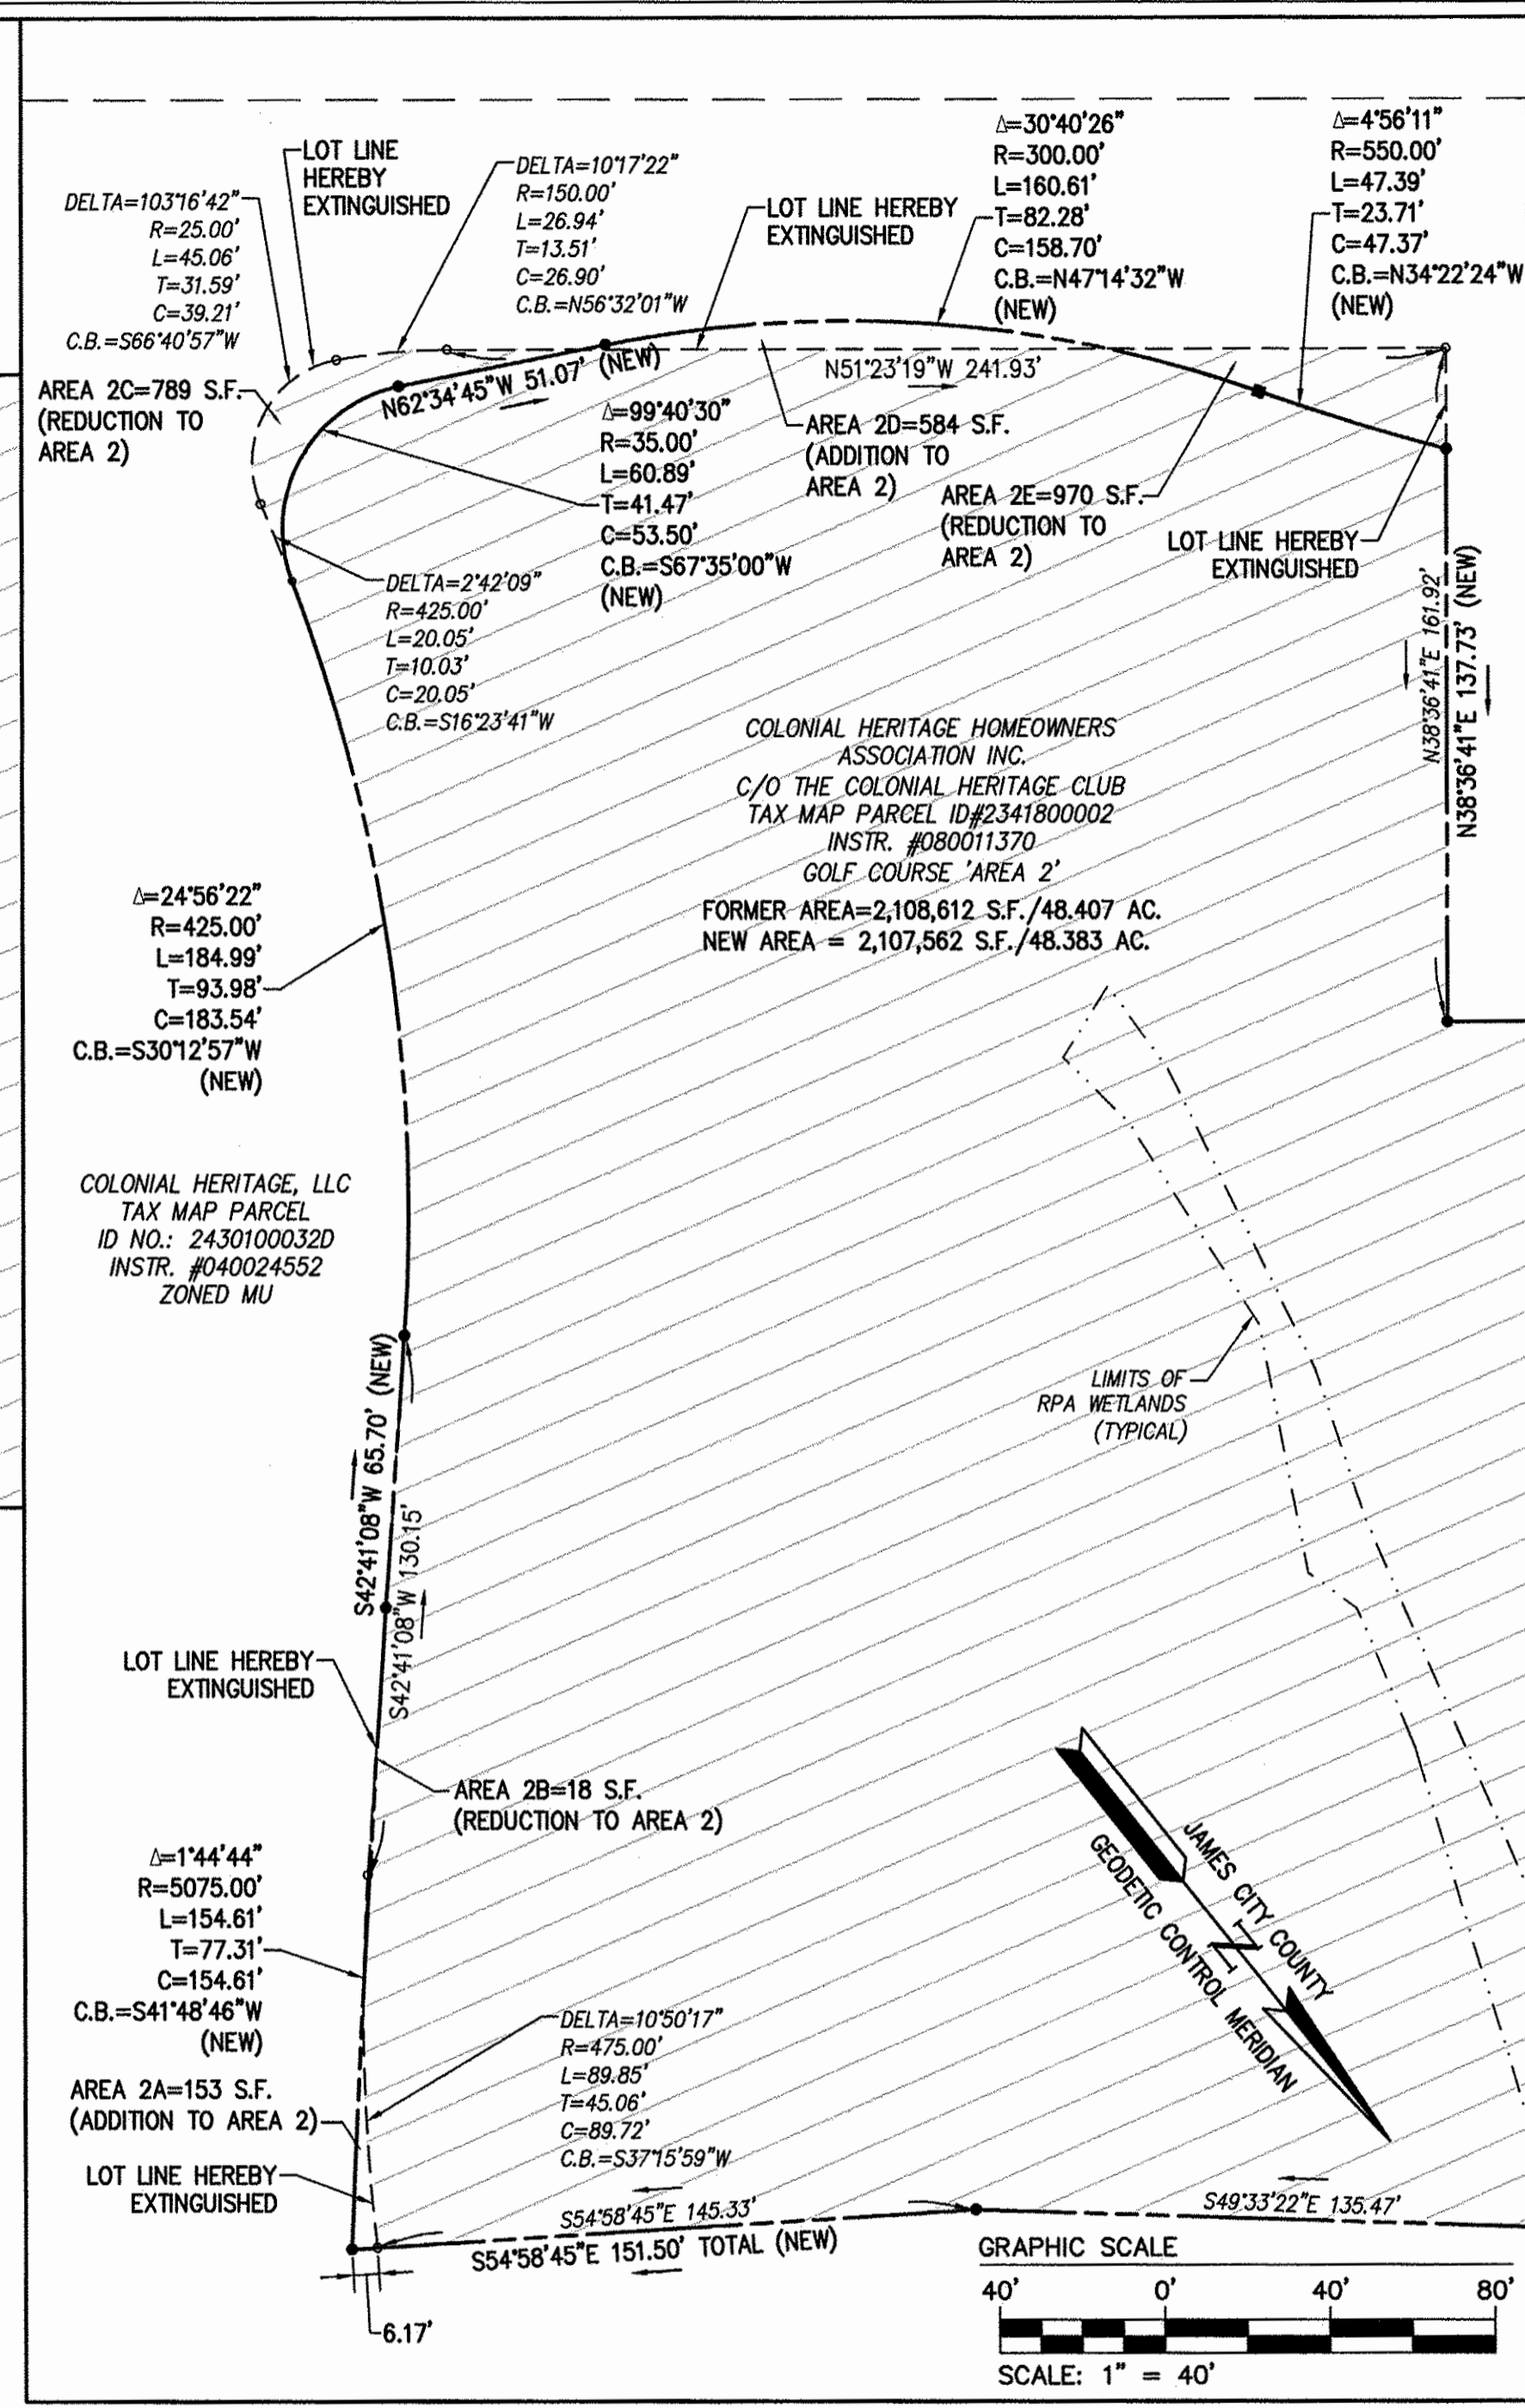 LOT LINE
HEREBY
EXTINGUISHED
DELTA=103°16'42"
R=25.00'
L=45.06'
T=31.59'
C=39.21'
C.B.=S66°40'57"W
DELTA=10°17'22"
R=150.00'
L=26.94'
T=13.51'
C=26.90'
C.B.=N56°32'01"W
LOT LINE HEREBY
EXTINGUISHED
Δ=30°40'26"
R=300.00'
L=160.61'
T=82.28'
C=158.70'
C.B.=N47°14'32"W
(NEW)
Δ=4°56'11"
R=550.00'
L=47.39'
T=23.71'
C=47.37'
C.B.=N34°22'24"W
(NEW)
AREA 2C=789 S.F.
(REDUCTION TO
AREA 2)
N62°34'45"W 51.07' (NEW)
N51°23'19"W 241.93'
Δ=99°40'30"
R=35.00'
L=60.89'
T=41.47'
C=53.50'
C.B.=S67°35'00"W
(NEW)
AREA 2D=584 S.F.
(ADDITION TO
AREA 2)
AREA 2E=970 S.F.
(REDUCTION TO
AREA 2)
LOT LINE HEREBY
EXTINGUISHED
N38°36'41"E 161.92'
N38°36'41"E 137.73' (NEW)
DELTA=2°42'09"
R=425.00'
L=20.05'
T=10.03'
C=20.05'
C.B.=S16°23'41"W
COLONIAL HERITAGE HOMEOWNERS
ASSOCIATION INC.
C/O THE COLONIAL HERITAGE CLUB
TAX MAP PARCEL ID#2341800002
INSTR. #080011370
GOLF COURSE 'AREA 2'
FORMER AREA=2,108,612 S.F./48.407 AC.
NEW AREA = 2,107,562 S.F./48.383 AC.
Δ=24°56'22"
R=425.00'
L=184.99'
T=93.98'
C=183.54'
C.B.=S30°12'57"W
(NEW)
COLONIAL HERITAGE, LLC
TAX MAP PARCEL
ID NO.: 2430100032D
INSTR. #040024552
ZONED MU
S42°41'08"W 65.70' (NEW)
S42°41'08"W 130.15'
LIMITS OF
RPA WETLANDS
(TYPICAL)
LOT LINE HEREBY
EXTINGUISHED
AREA 2B=18 S.F.
(REDUCTION TO AREA 2)
Δ=1°44'44"
R=5075.00'
L=154.61'
T=77.31'
C=154.61'
C.B.=S41°48'46"W
(NEW)
AREA 2A=153 S.F.
(ADDITION TO AREA 2)
LOT LINE HEREBY
EXTINGUISHED
DELTA=10°50'17"
R=475.00'
L=89.85'
T=45.06'
C=89.72'
C.B.=S37°15'59"W
JAMES CITY COUNTY
N
GEODETIC CONTROL MERIDIAN
S54°58'45"E 145.33'
S54°58'45"E 151.50' TOTAL (NEW)
S49°33'22"E 135.47'
6.17'
GRAPHIC SCALE
40' 0' 40' 80'
SCALE: 1" = 40'